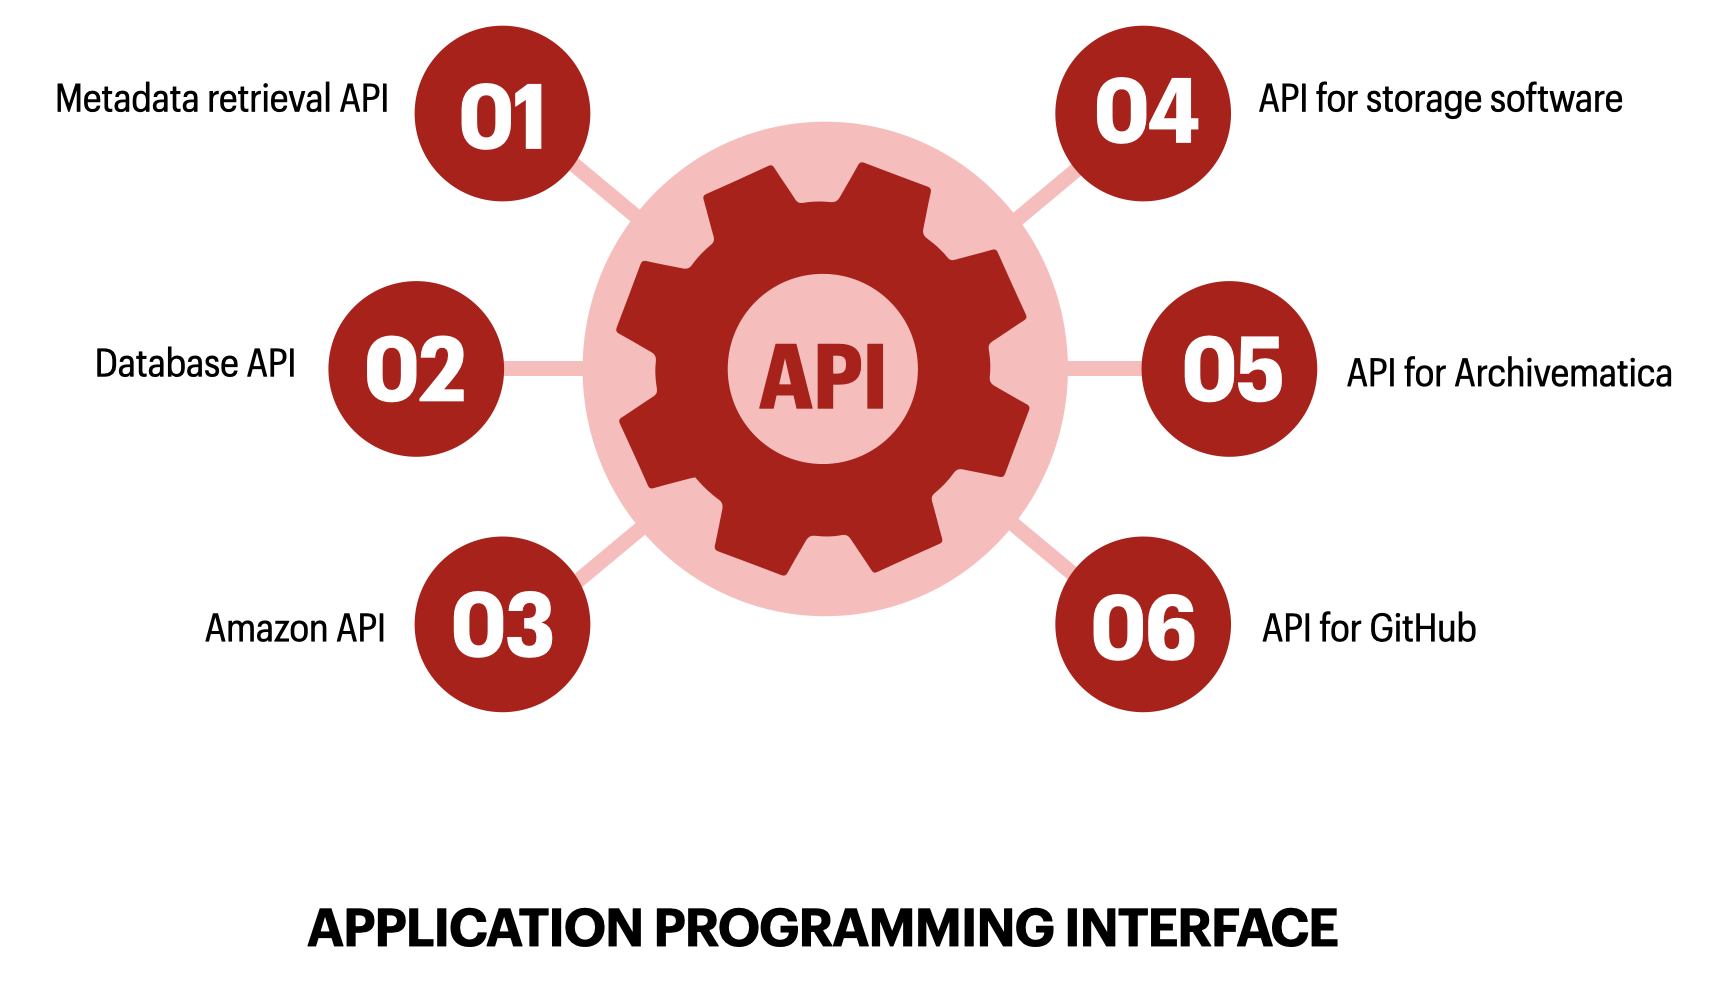 Metadata retrieval API
01
Database API
02
Amazon API
03
API
04
API for storage software
05
API for Archivematica
06
API for GitHub
APPLICATION PROGRAMMING INTERFACE